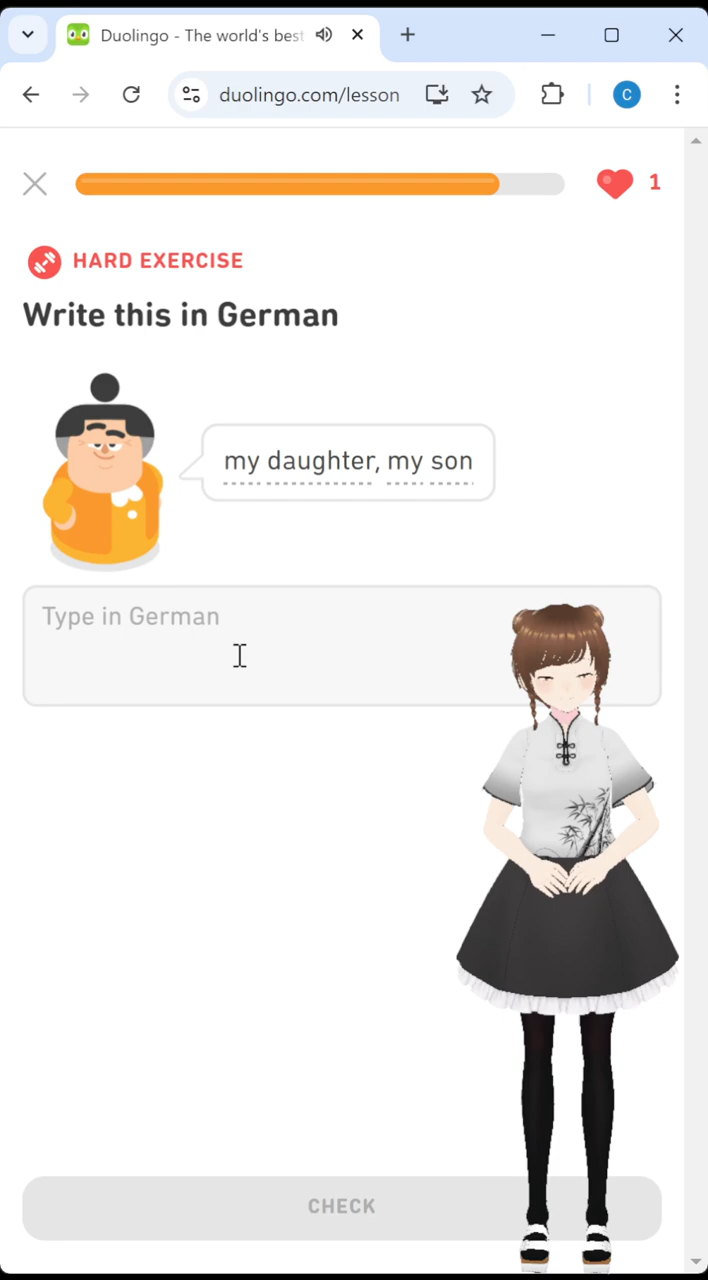 Duolingo - The world's best
duolingo.com/lesson
C
1
HARD EXERCISE
Write this in German
my daughter, my son
Type in German
CHECK